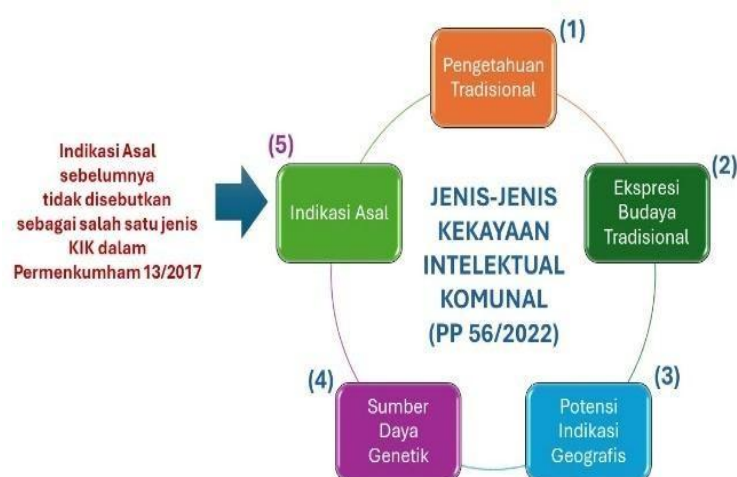 (1)
Pengetahuan
Tradisional
(2)
Ekspresi
Budaya
Tradisional
(3)
Potensi
Indikasi
Geografis
(4)
Sumber
Daya
Genetik
(5)
Indikasi Asal
Indikasi Asal
sebelumnya
tidak disebutkan
sebagai salah satu jenis
KIK dalam
Permenkumham 13/2017
JENIS-JENIS
KEKAYAAN
INTELEKTUAL
KOMUNAL
(PP 56/2022)